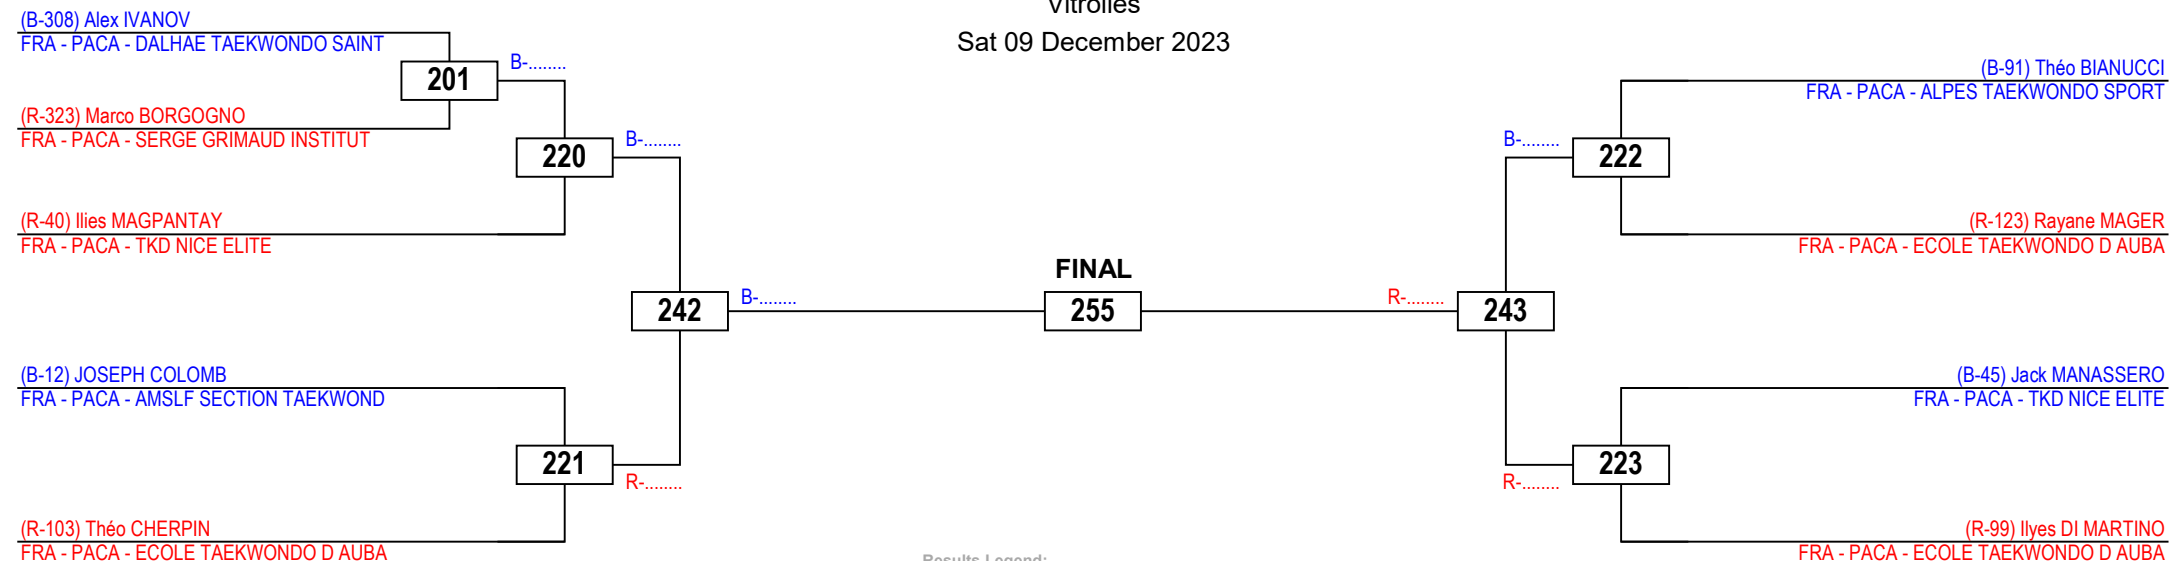 Vitrolles
Sat 09 December 2023
(B-308) Alex IVANOV
FRA - PACA - DALHAE TAEKWONDO SAINT
201
B-........
(R-323) Marco BORGOGNO
FRA - PACA - SERGE GRIMAUD INSTITUT
220
B-........
(R-40) Ilies MAGPANTAY
FRA - PACA - TKD NICE ELITE
242
B-........
(B-12) JOSEPH COLOMB
FRA - PACA - AMSLF SECTION TAEKWOND
221
R-........
(R-103) Théo CHERPIN
FRA - PACA - ECOLE TAEKWONDO D AUBA
FINAL
255
(B-91) Théo BIANUCCI
FRA - PACA - ALPES TAEKWONDO SPORT
B-........
222
(R-123) Rayane MAGER
FRA - PACA - ECOLE TAEKWONDO D AUBA
R-........
243
(B-45) Jack MANASSERO
FRA - PACA - TKD NICE ELITE
223
R-........
(R-99) Ilyes DI MARTINO
FRA - PACA - ECOLE TAEKWONDO D AUBA
Results Legend: